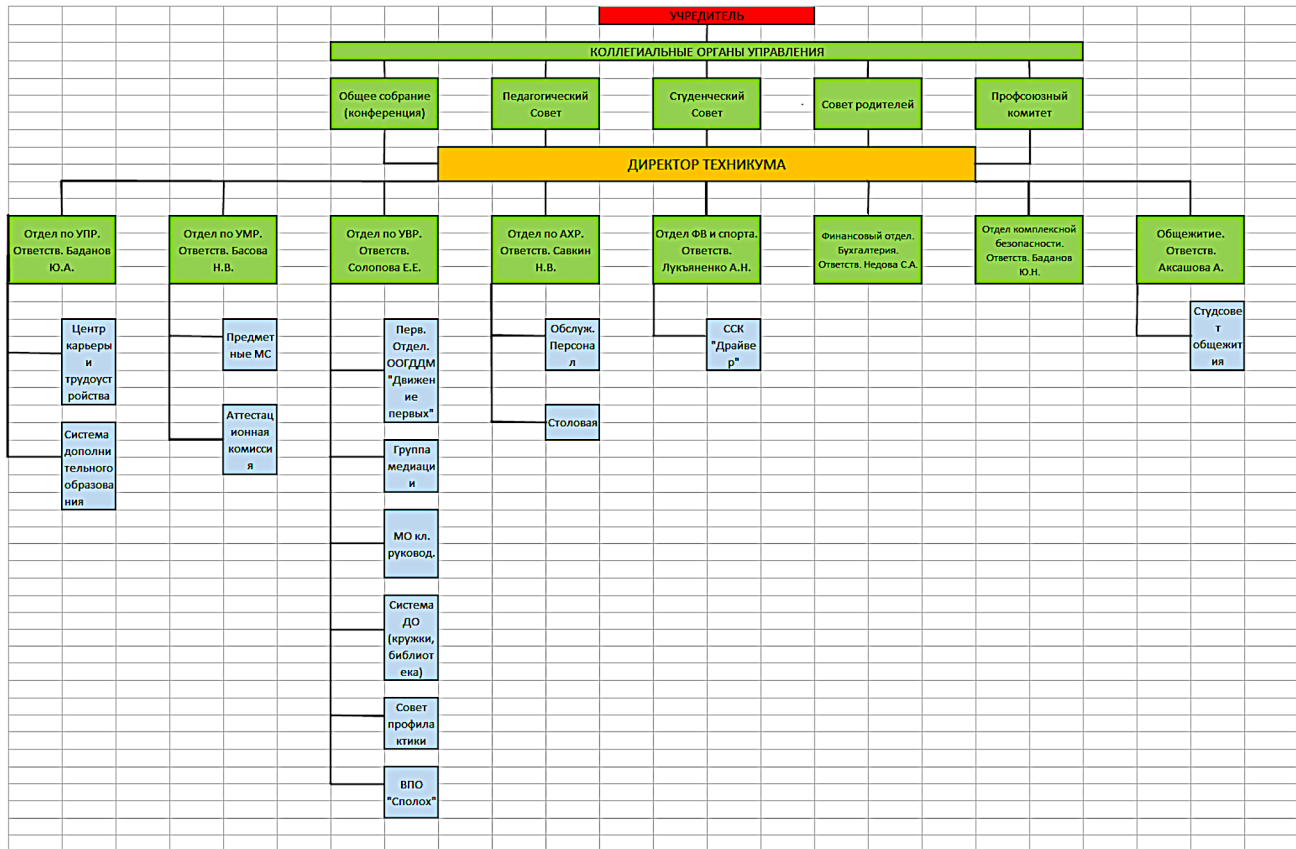 УЧРЕДИТЕЛЬ
КОЛЛЕГИАЛЬНЫЕ ОРГАНЫ УПРАВЛЕНИЯ
Общее собрание
(конференция)
Педагогический
Совет
Студенческий
Совет
Совет родителей
Профсоюзный
комитет
ДИРЕКТОР ТЕХНИКУМА
Отдел по УПР.
Ответств. Баданов
Ю.А.
Отдел по УМР.
Ответств. Басова
Н.В.
Отдел по УВР.
Ответств.
Солопова Е.Е.
Отдел по АХР.
Ответств. Савкин
Н.В.
Отдел ФВ и спорта.
Ответств.
Лукъяненко А.Н.
Финансовый отдел.
Бухгалтерия.
Ответств. Недова С.А.
Отдел комплексной
безопасности.
Ответств. Баданов
Ю.Н.
Общежитие.
Ответств.
Аксашова А.
Центр
карьеры
и
трудоуст
ройства
Система
дополни
тельного
образова
ния
Предмет
ные МС
Аттестац
ионная
комисси
я
Перв.
Отдел.
ООГДДМ
"Движен
ие
первых"
Группа
медиаци
и
МО кл.
руковод.
Система
ДО
(кружки,
библиот
ека)
Совет
профила
ктики
ВПО
"Сполох"
Обслуж.
Персона
л
Столовая
ССК
"Драйве
р"
Студсове
т
общежит
ия